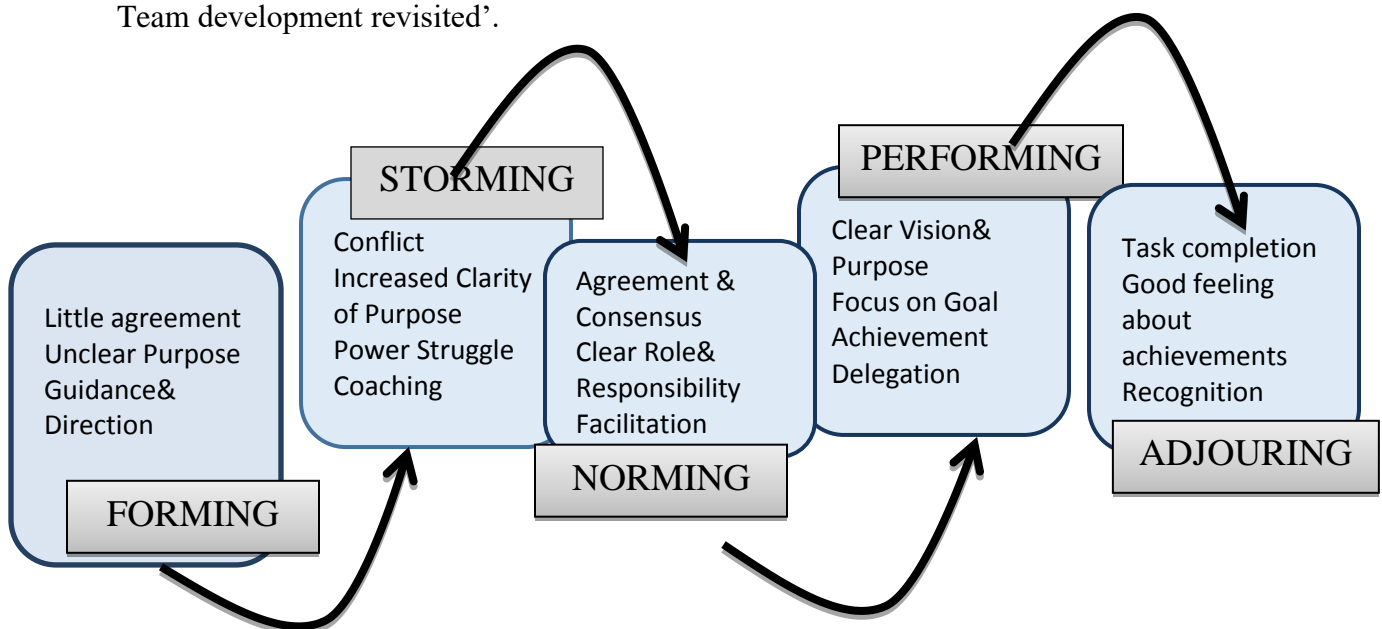 Team development revisited’.
Little agreement
Unclear Purpose
Guidance&
Direction
FORMING
STORMING
Conflict
Increased Clarity
of Purpose
Power Struggle
Coaching
Agreement &
Consensus
Clear Role&
Responsibility
Facilitation
NORMING
PERFORMING
Clear Vision&
Purpose
Focus on Goal
Achievement
Delegation
Task completion
Good feeling
about
achievements
Recognition
ADJOURING